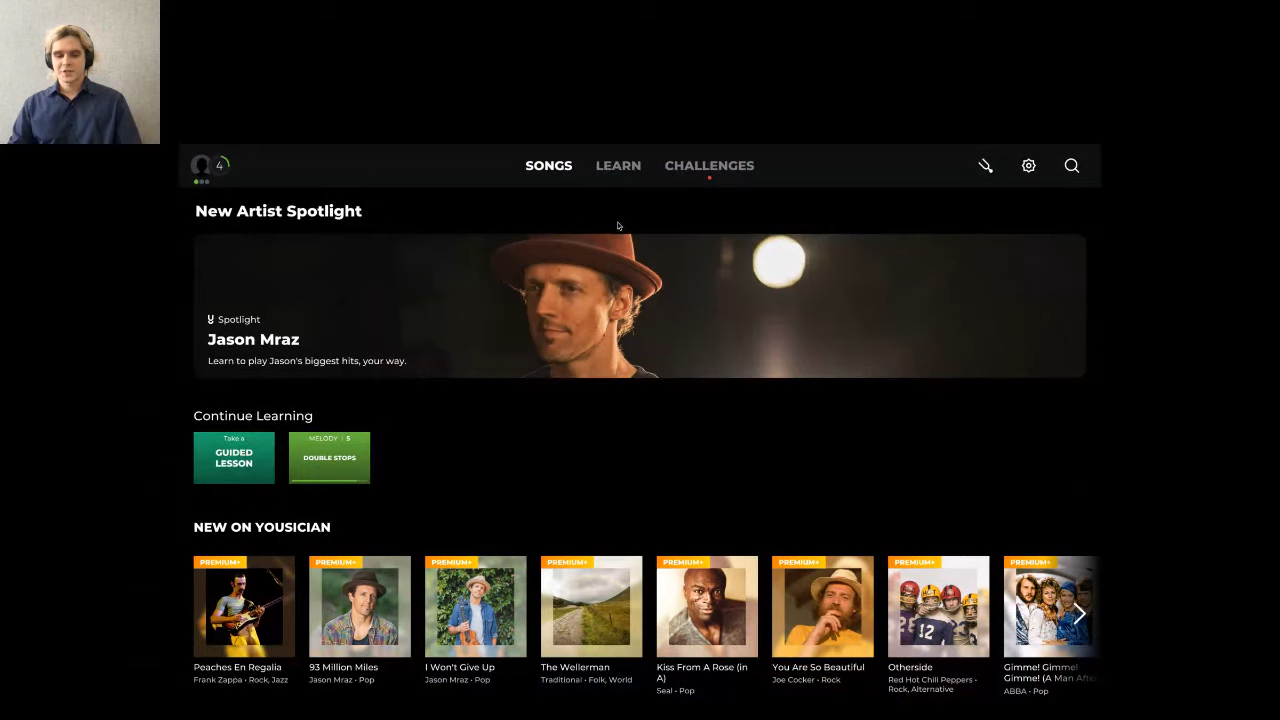 4
SONGS
LEARN
CHALLENGES
New Artist Spotlight
Spotlight
Jason Mraz
Learn to play Jason's biggest hits, your way.
Continue Learning
Take a
GUIDED
LESSON
MELODY | 5
DOUBLE STOPS
NEW ON YOUSICIAN
PREMIUM+
Peaches En Regalia
Frank Zappa • Rock, Jazz
PREMIUM+
93 Million Miles
Jason Mraz • Pop
PREMIUM+
I Won't Give Up
Jason Mraz • Pop
PREMIUM+
The Wellerman
Traditional • Folk, World
PREMIUM+
Kiss From A Rose (in
A)
Seal • Pop
PREMIUM+
You Are So Beautiful
Joe Cocker • Rock
PREMIUM+
12
Otherside
Red Hot Chili Peppers •
Rock, Alternative
PREMIUM+
Gimme! Gimme!
Gimme! (A Man Afte
ABBA • Pop